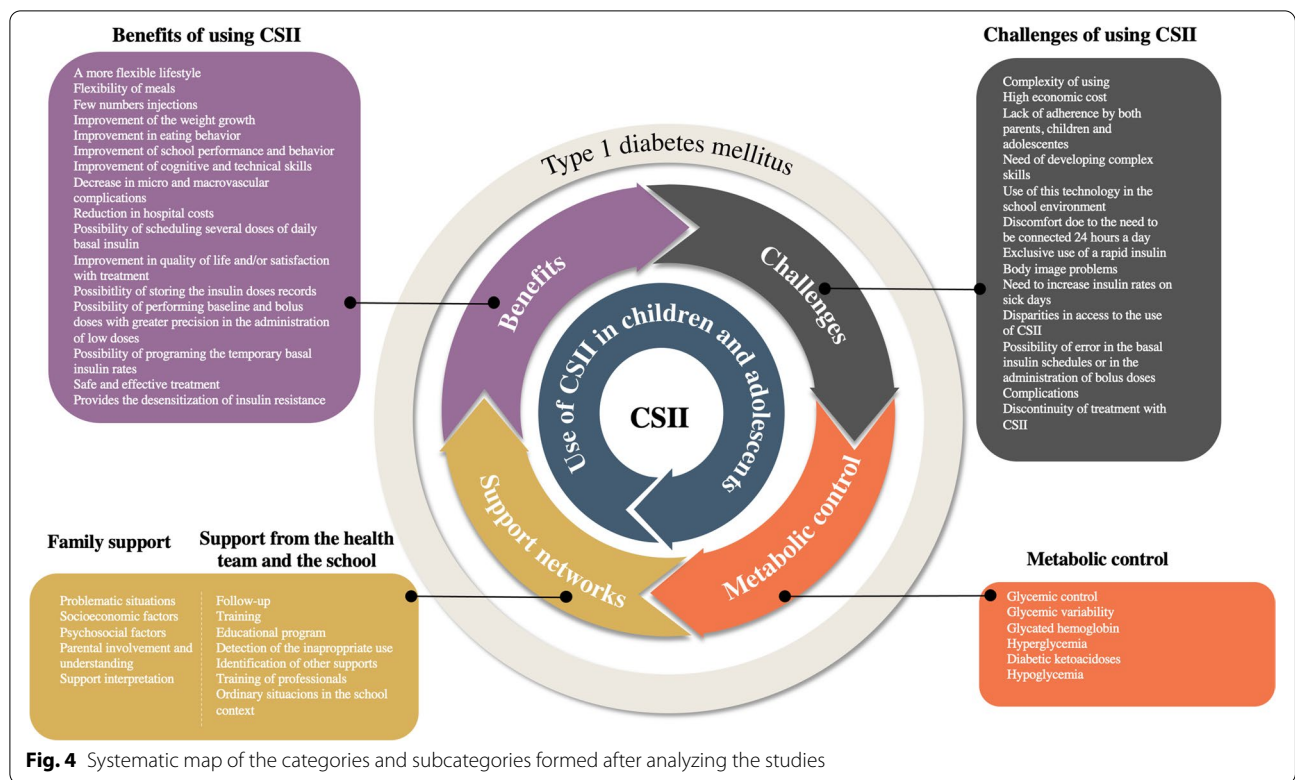 Benefits of using CSII
A more flexible lifestyle
Flexibility of meals
Few numbers injections
Improvement of the weight growth
Improvement in eating behavior
Improvement of school performance and behavior
Improvement of cognitive and technical skills
Decrease in micro and macrovascular
complications
Reduction in hospital costs
Possibility of scheduling several doses of daily
basal insulin
Improvement in quality of life and/or satisfaction
with treatment
Possibitlity of storing the insulin doses records
Possibility of performing baseline and bolus
doses with greater precision in the administration
of low doses
Possibility of programing the temporary basal
insulin rates
Safe and effective treatment
Provides the desensitization of insulin resistance
Challenges of using CSII
Complexity of using
High economic cost
Lack of adherence by both
parents, children and
adolescentes
Need of developing complex
skills
Use of this technology in the
school environment
Discomfort due to the need to
be connected 24 hours a day
Exclusive use of a rapid insulin
Body image problems
Need to increase insulin rates on
sick days
Disparities in access to the use
of CSII
Possibility of error in the basal
insulin schedules or in the
administration of bolus doses
Complications
Discontinuity of treatment with
CSII
Type 1 diabetes mellitus
Benefits
Challenges
Use of CSII in children and adolescents
CSII
Support networks
Metabolic control
Family support
Problematic situations
Socioeconomic factors
Psychosocial factors
Parental involvement and
understanding
Support interpretation
Support from the health
team and the school
Follow-up
Training
Educational program
Detection of the inaproppriate use
Identification of other supports
Training of professionals
Ordinary situacions in the school
context
Metabolic control
Glycemic control
Glycemic variability
Glycated hemoglobin
Hyperglycemia
Diabetic ketoacidoses
Hypoglycemia
Fig. 4 Systematic map of the categories and subcategories formed after analyzing the studies